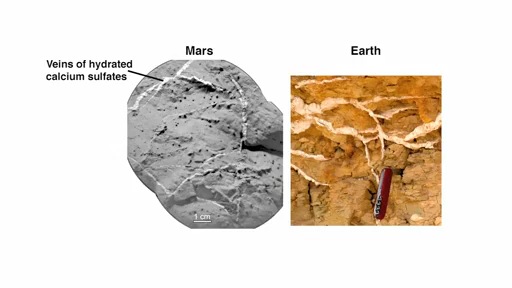 Mars
Earth
Veins of hydrated
calcium sulfates
1 cm